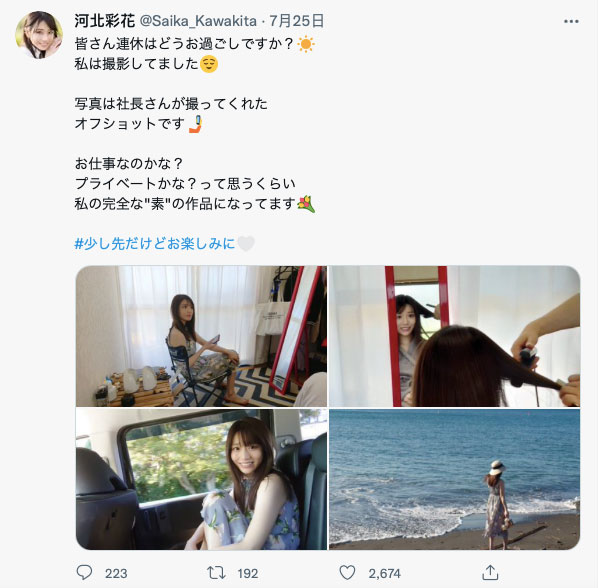 河北彩花 @Saika_Kawakita · 7月25日
皆さん連休はどうお過ごしですか？☀️
私は撮影してました😌
写真は社長さんが撮ってくれた
オフショットです🤳
お仕事なのかな？
プライベートかな？って思うくらい
私の完全な"素"の作品になってます💐
#少し先だけどお楽しみに🤍
223
192
2,674